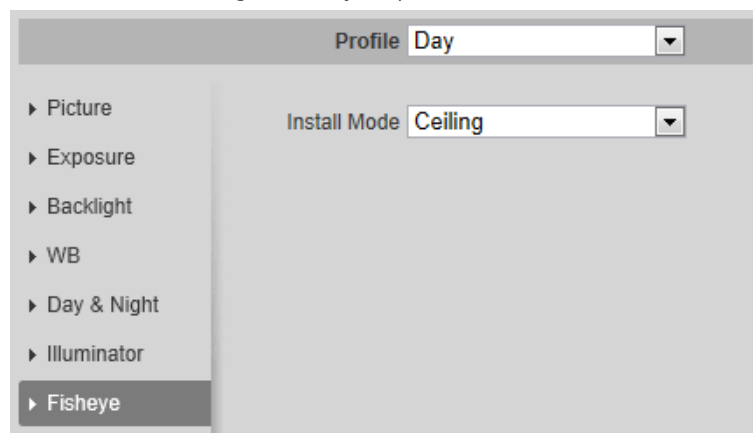 Profile Day
Picture
Install Mode Ceiling
Exposure
Backlight
WB
Day & Night
Illuminator
Fisheye